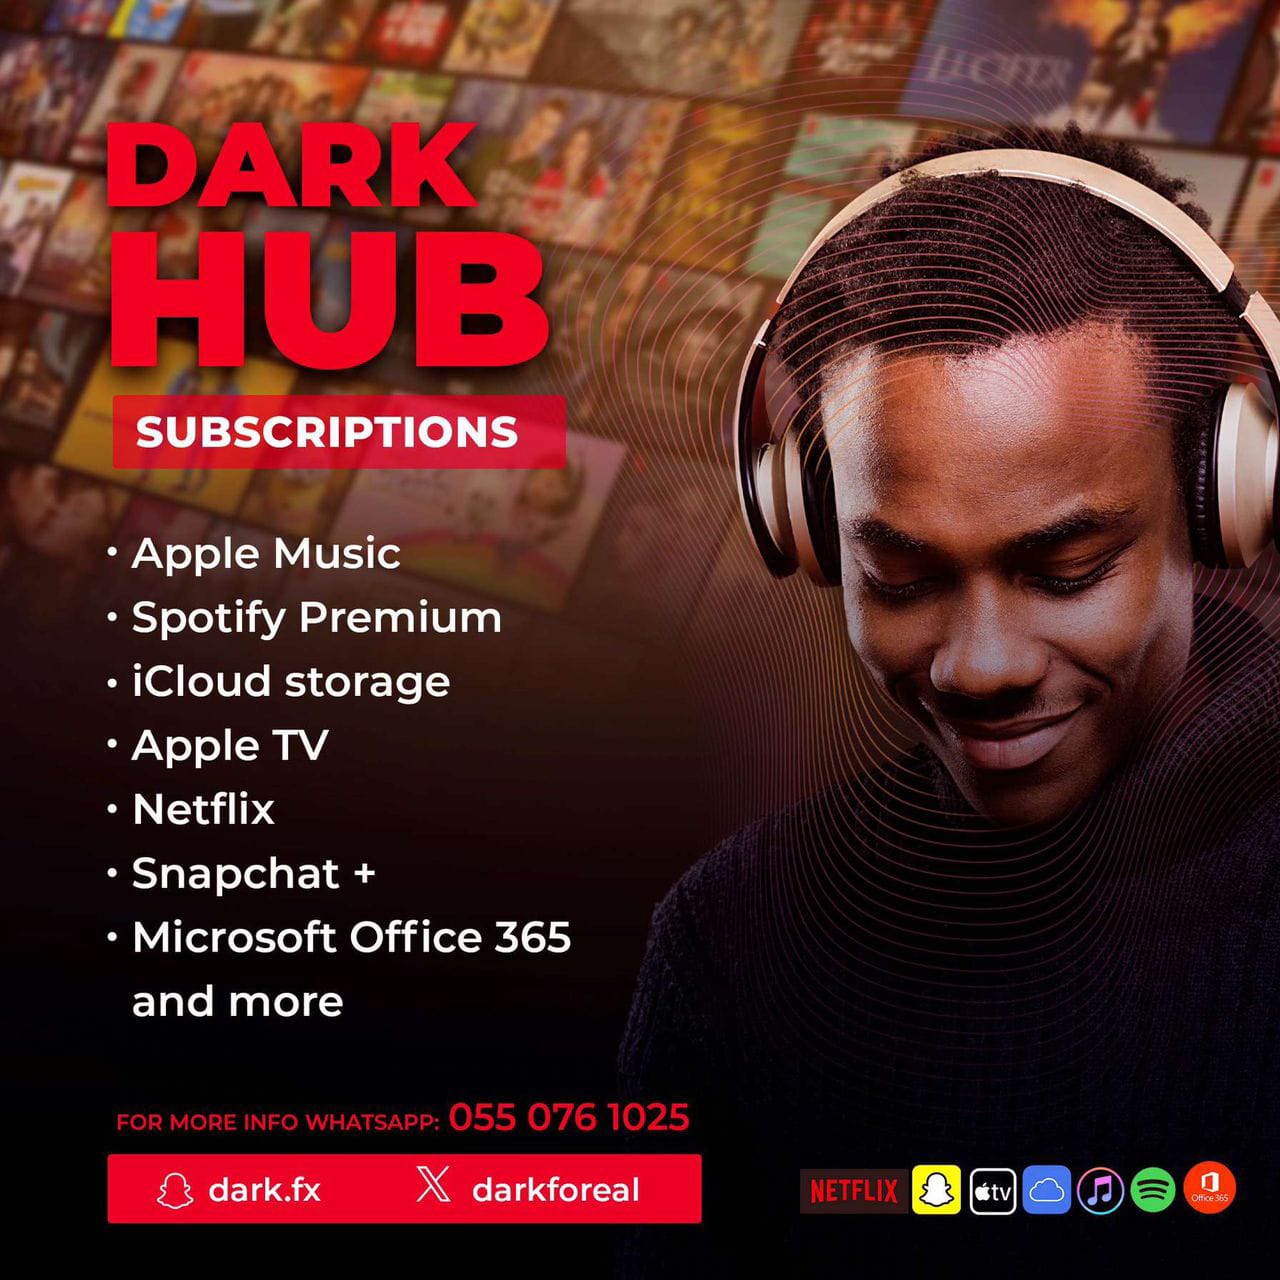 LUCIFER
DARK
HUB
SUBSCRIPTIONS
• Apple Music
• Spotify Premium
• iCloud storage
• Apple TV
• Netflix
• Snapchat +
• Microsoft Office 365
and more
FOR MORE INFO WHATSAPP: 055 076 1025
dark.fx
darkforeal
NETFLIX
tv
Office 365